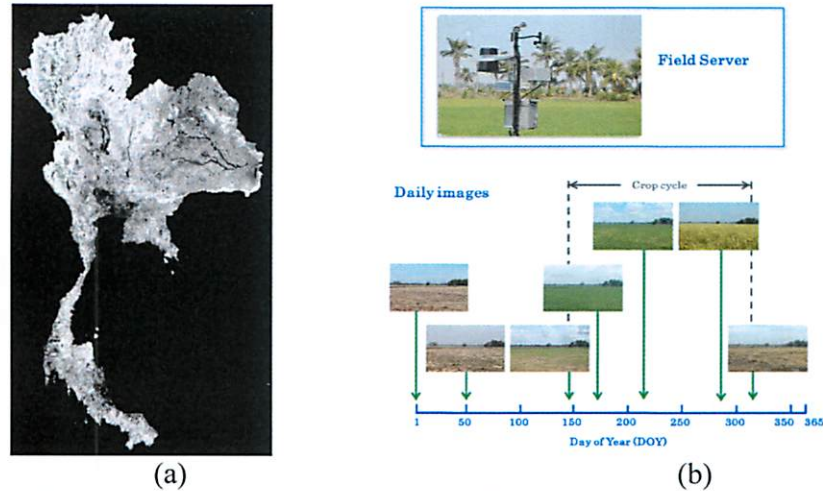 Field Server
Daily images
Crop cycle
1 50 100 150 200 250 300 350 365
Day of Year (DOY)
(a)
(b)